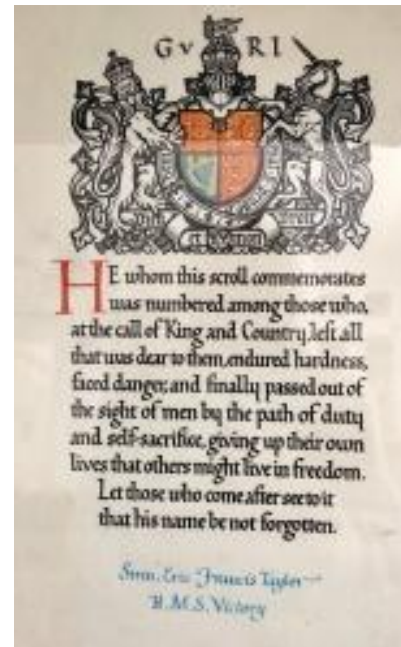 G V R I
HE whom this scroll commemorates
was numbered among those who,
at the call of King and Country, left all
that was dear to them, endured hardness,
faced danger, and finally passed out of
the sight of men by the path of duty
and self-sacrifice, giving up their own
lives that others might live in freedom.
Let those who come after see to it
that his name be not forgotten.
Eric Francis Taylor
H.M.S. Victory